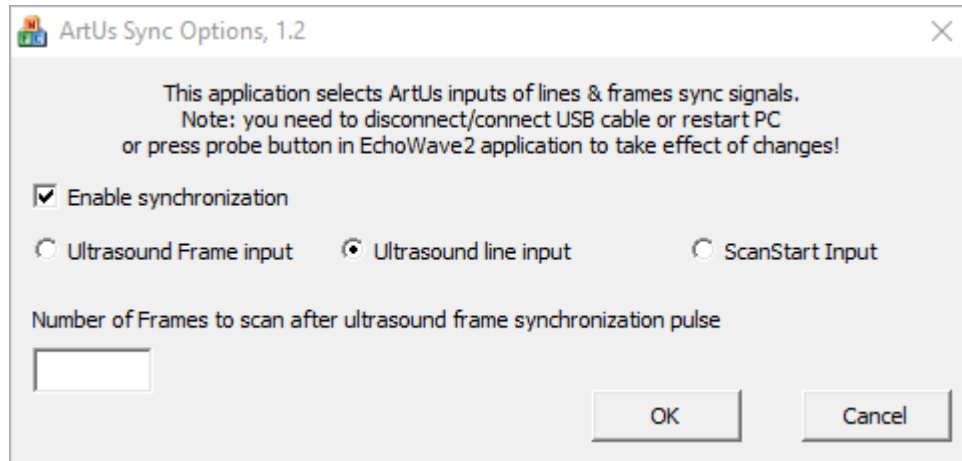 ArtUs Sync Options, 1.2
This application selects ArtUs inputs of lines & frames sync signals.
Note: you need to disconnect/connect USB cable or restart PC
or press probe button in EchoWave2 application to take effect of changes!
Enable synchronization
Ultrasound Frame input
Ultrasound line input
ScanStart Input
Number of Frames to scan after ultrasound frame synchronization pulse
OK
Cancel